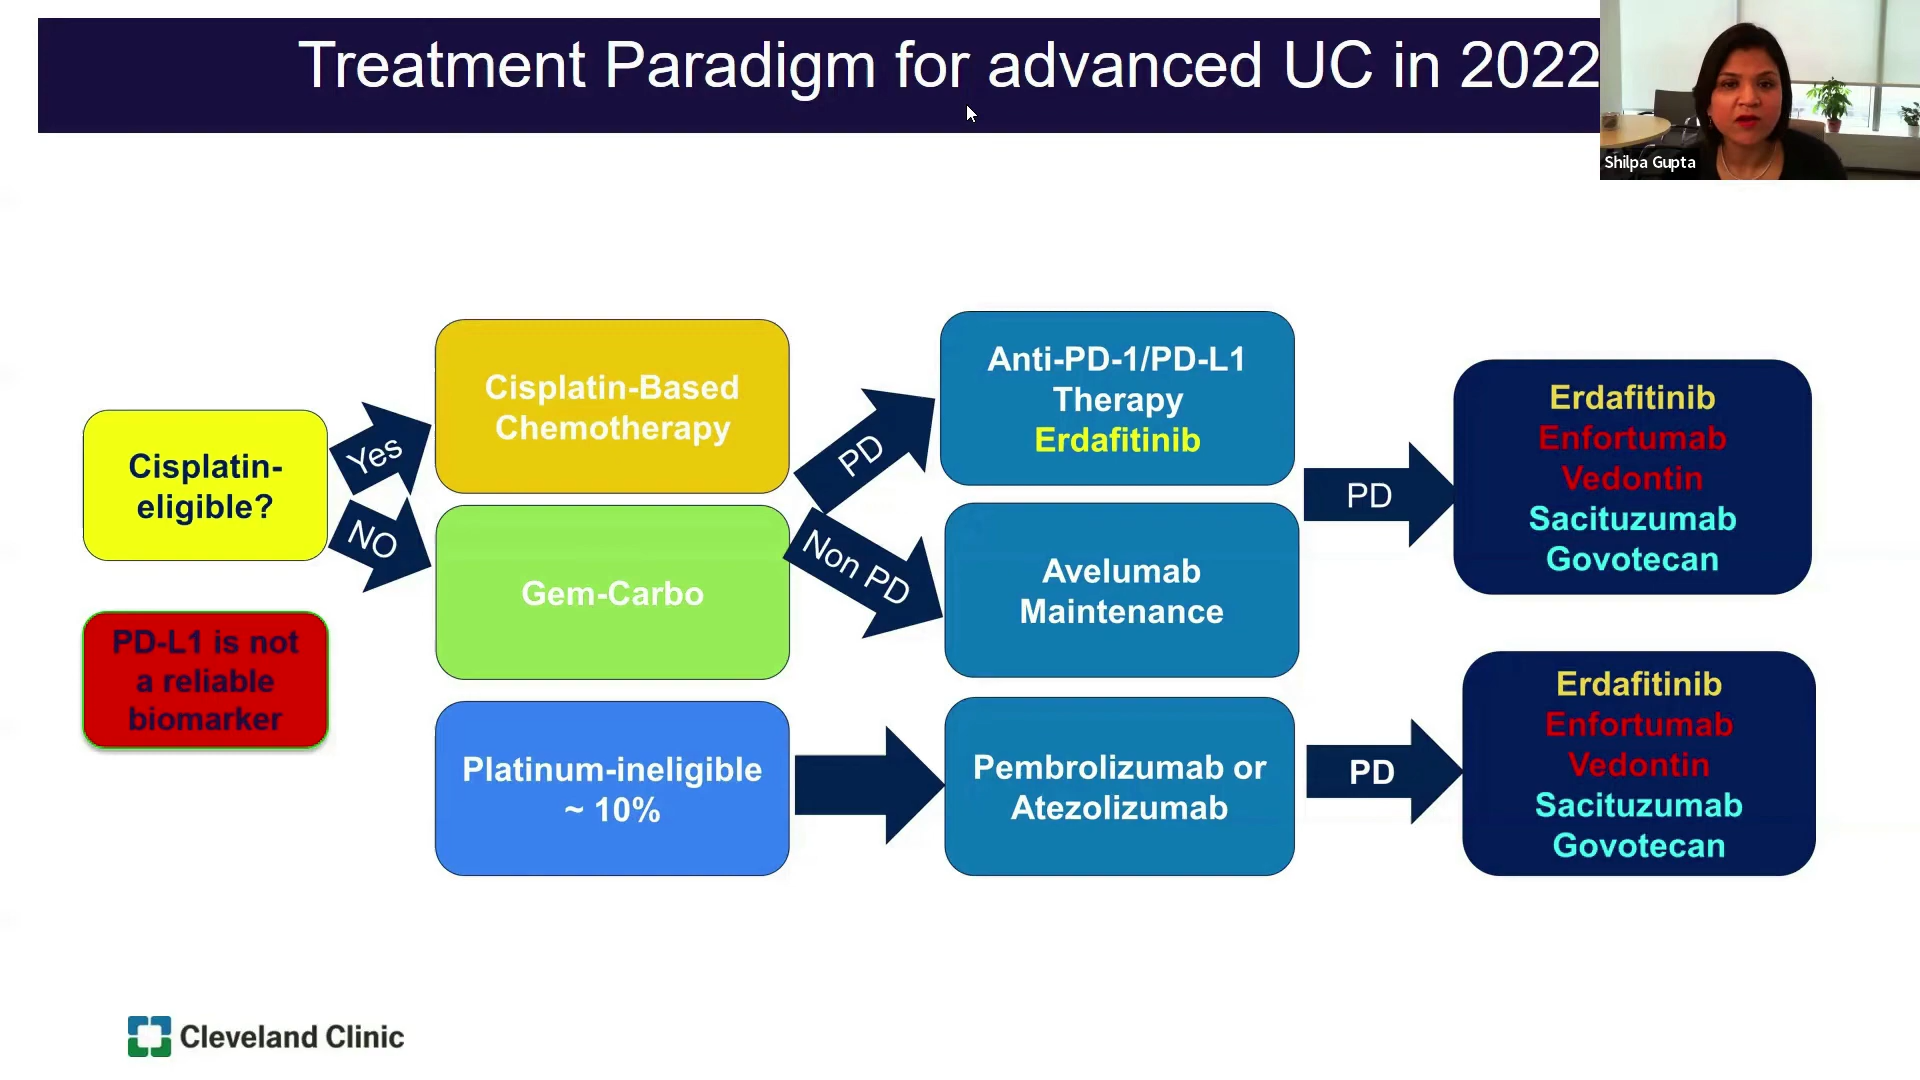 Treatment Paradigm for advanced UC in 2022
Shilpa Gupta
Cisplatin-
eligible?
Yes
NO
PD-L1 is not
a reliable
biomarker
Cisplatin-Based
Chemotherapy
Gem-Carbo
Platinum-ineligible
~ 10%
PD
Non PD
Anti-PD-1/PD-L1
Therapy
Erdafitinib
Avelumab
Maintenance
Pembrolizumab or
Atezolizumab
PD
PD
Erdafitinib
Enfortumab
Vedontin
Sacituzumab
Govotecan
Erdafitinib
Enfortumab
Vedontin
Sacituzumab
Govotecan
Cleveland Clinic